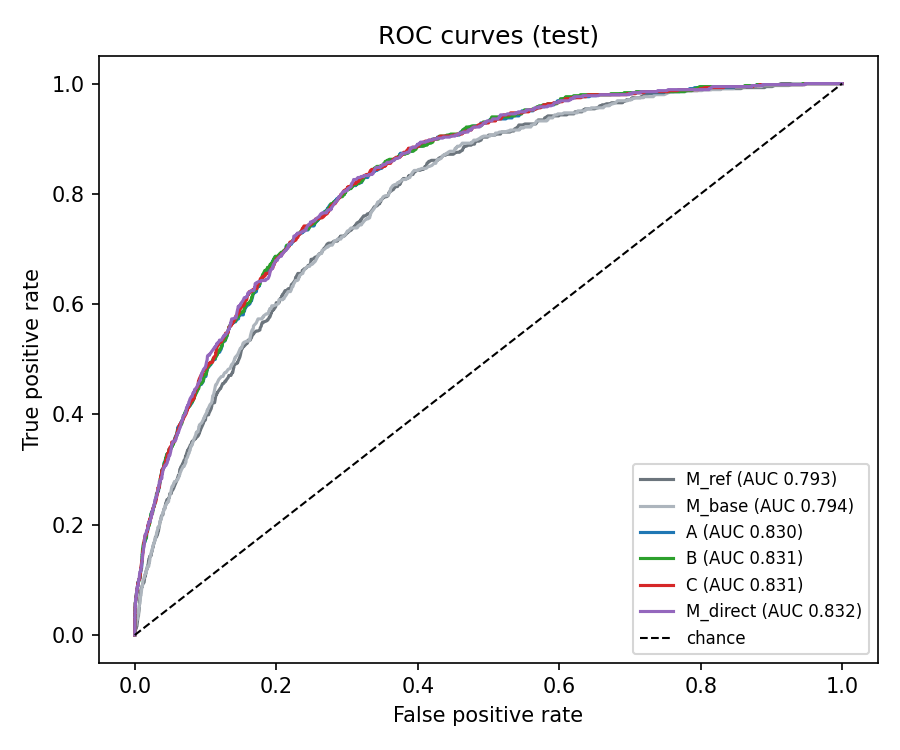 ROC curves (test)
1.0
0.8
0.6
0.4
0.2
0.0
True positive rate
M_ref (AUC 0.793)
M_base (AUC 0.794)
A (AUC 0.830)
B (AUC 0.831)
C (AUC 0.831)
M_direct (AUC 0.832)
chance
0.0 0.2 0.4 0.6 0.8 1.0
False positive rate